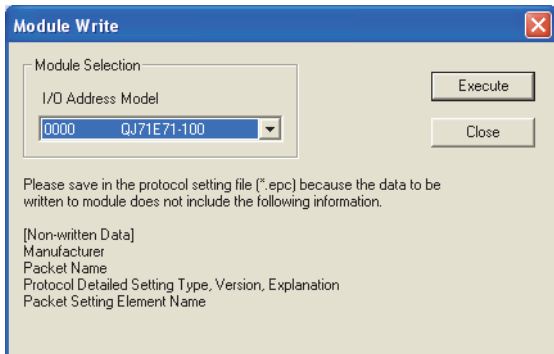 Module Write
Module Selection
Execute
I/O Address Model
0000 QJ71E71-100
Close
Please save in the protocol setting file (*.epc) because the data to be
written to module does not include the following information.
[Non-written Data]
Manufacturer
Packet Name
Protocol Detailed Setting Type, Version, Explanation
Packet Setting Element Name